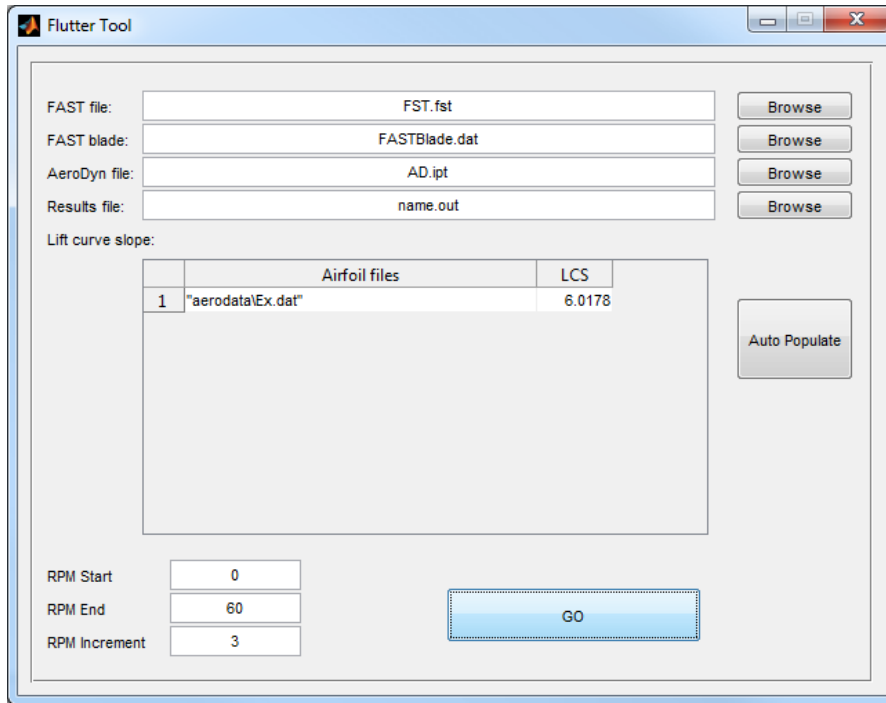 Flutter Tool
FAST file: FST.fst Browse
FAST blade: FASTBlade.dat Browse
AeroDyn file: AD.ipt Browse
Results file: name.out Browse
Lift curve slope:
Airfoil files LCS
1 "aerodata\Ex.dat" 6.0178
Auto Populate
RPM Start 0
RPM End 60
GO
RPM Increment 3